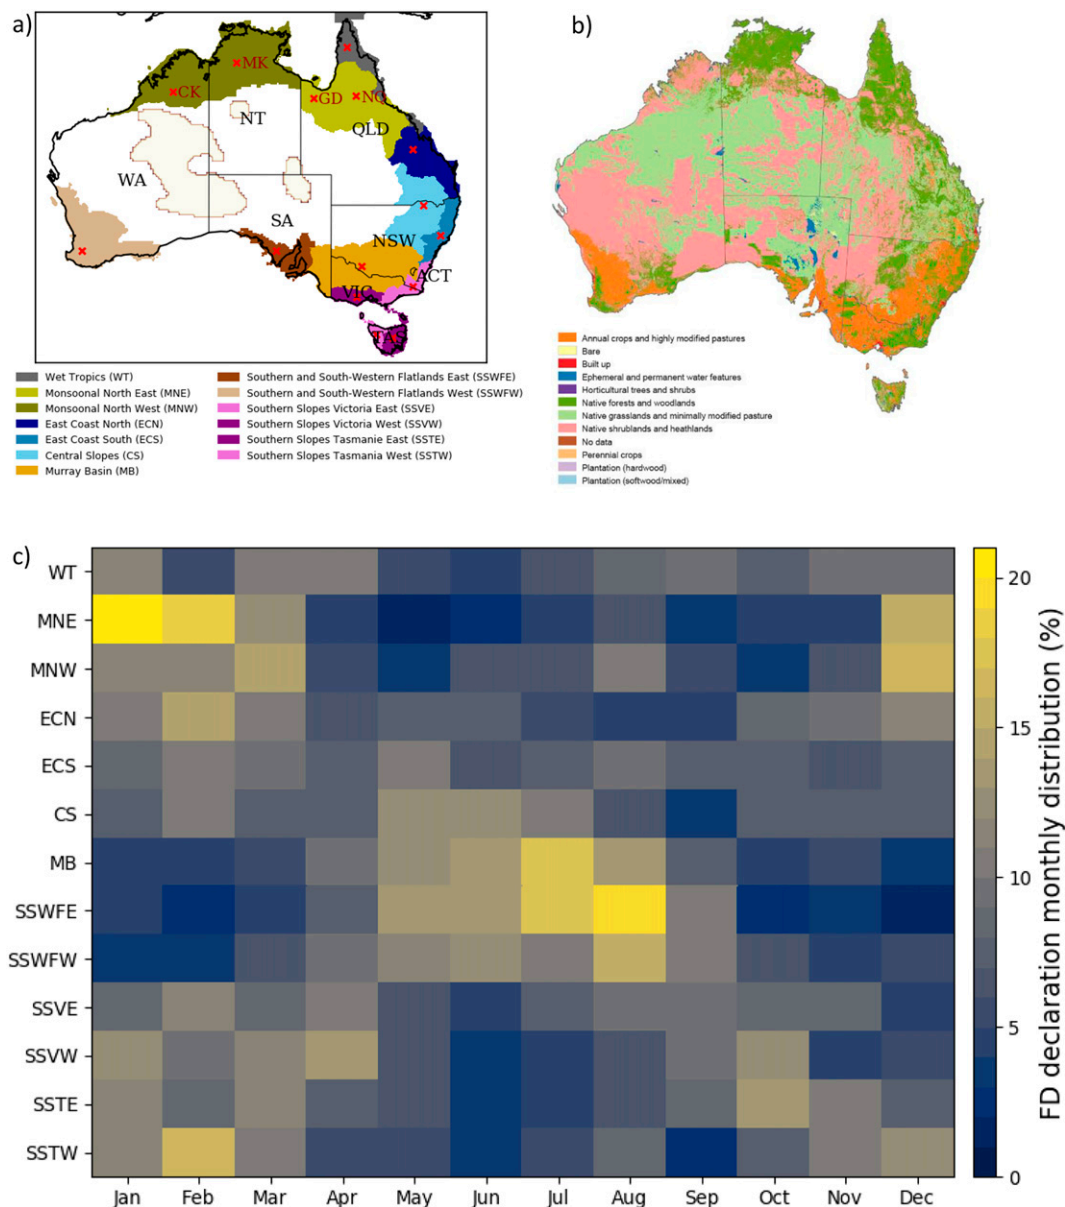 a)
MK
CK
GD
NQ
NT
QLD
WA
SA
NSW
ACT
VIC
TAS
Wet Tropics (WT)
Monsoonal North East (MNE)
Monsoonal North West (MNW)
East Coast North (ECN)
East Coast South (ECS)
Central Slopes (CS)
Murray Basin (MB)
Southern and South-Western Flatlands East (SSWFE)
Southern and South-Western Flatlands West (SSWFW)
Southern Slopes Victoria East (SSVE)
Southern Slopes Victoria West (SSVW)
Southern Slopes Tasmanie East (SSTE)
Southern Slopes Tasmania West (SSTW)
b)
Annual crops and highly modified pastures
Bare
Built up
Ephemeral and permanent water features
Horticultural trees and shrubs
Native forests and woodlands
Native grasslands and minimally modified pasture
Native shrublands and heathlands
No data
Perennial crops
Plantation (hardwood)
Plantation (softwood/mixed)
c)
WT
MNE
MNW
ECN
ECS
CS
MB
SSWFE
SSWFW
SSVE
SSVW
SSTE
SSTW
Jan Feb Mar Apr May Jun Jul Aug Sep Oct Nov Dec
20
15
10
5
0
FD declaration monthly distribution (%)